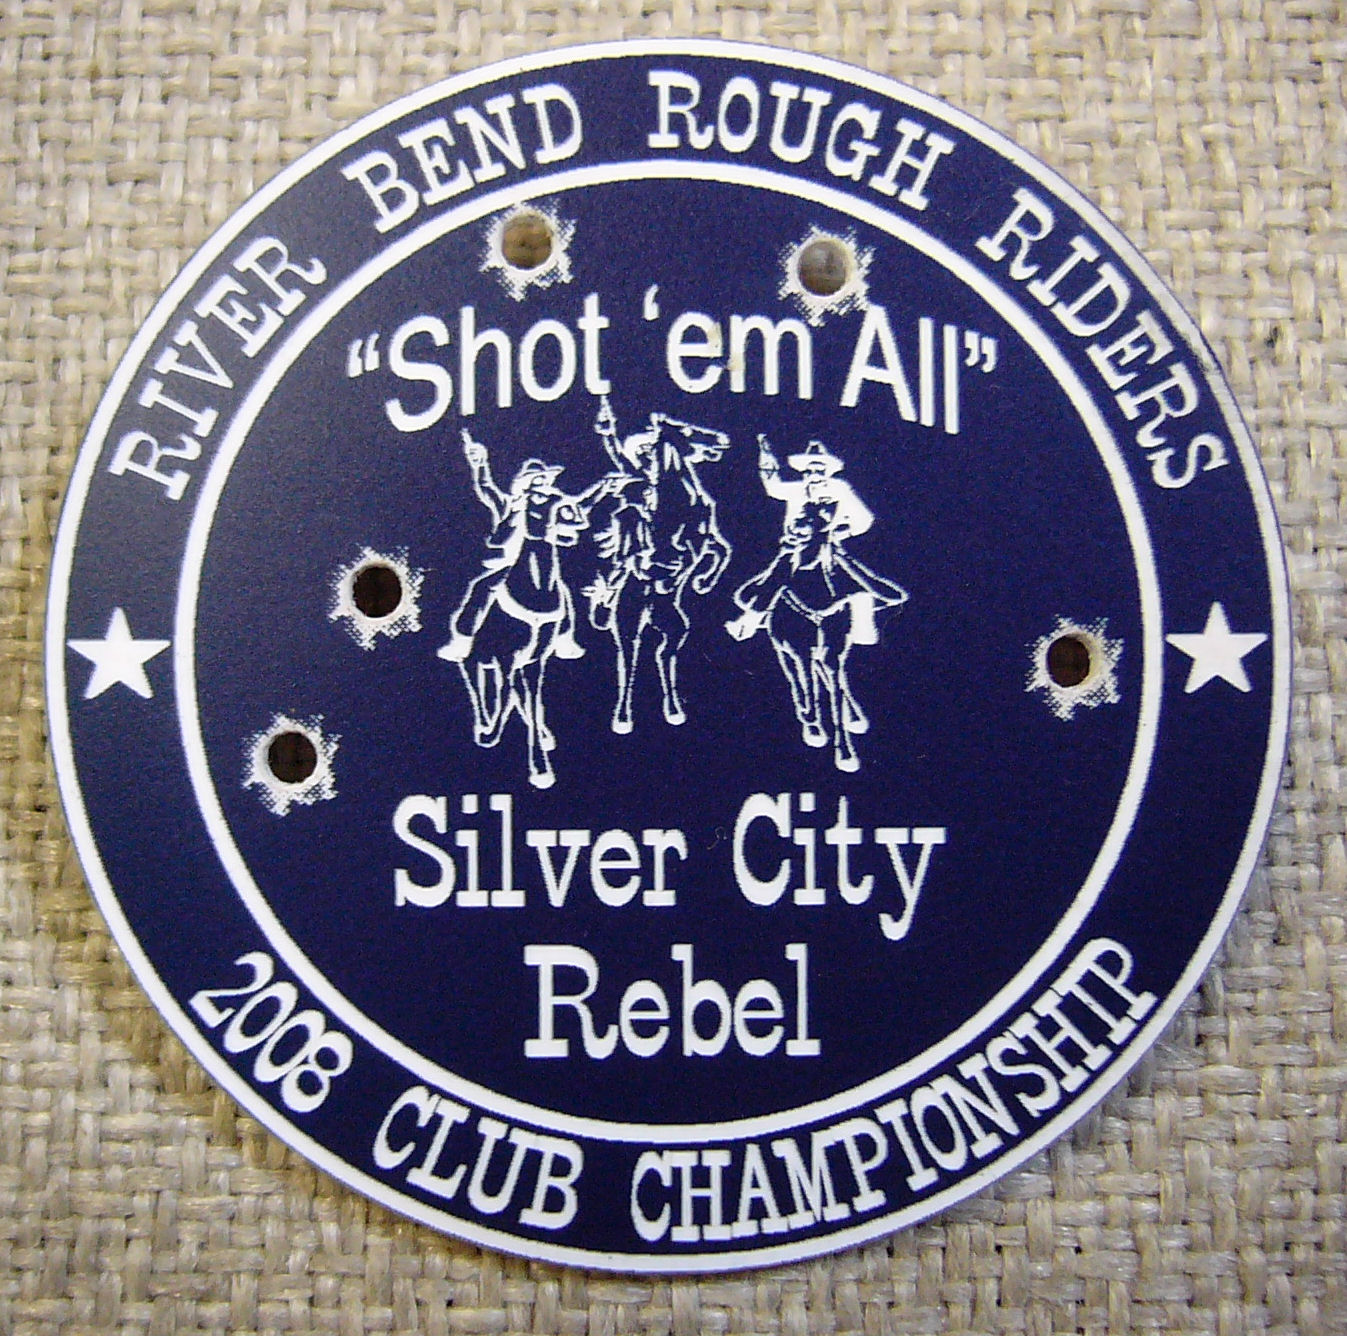 RIVER BEND ROUGH RIDERS
“Shot ‘em All”
Silver City
Rebel
2008 CLUB CHAMPIONSHIP